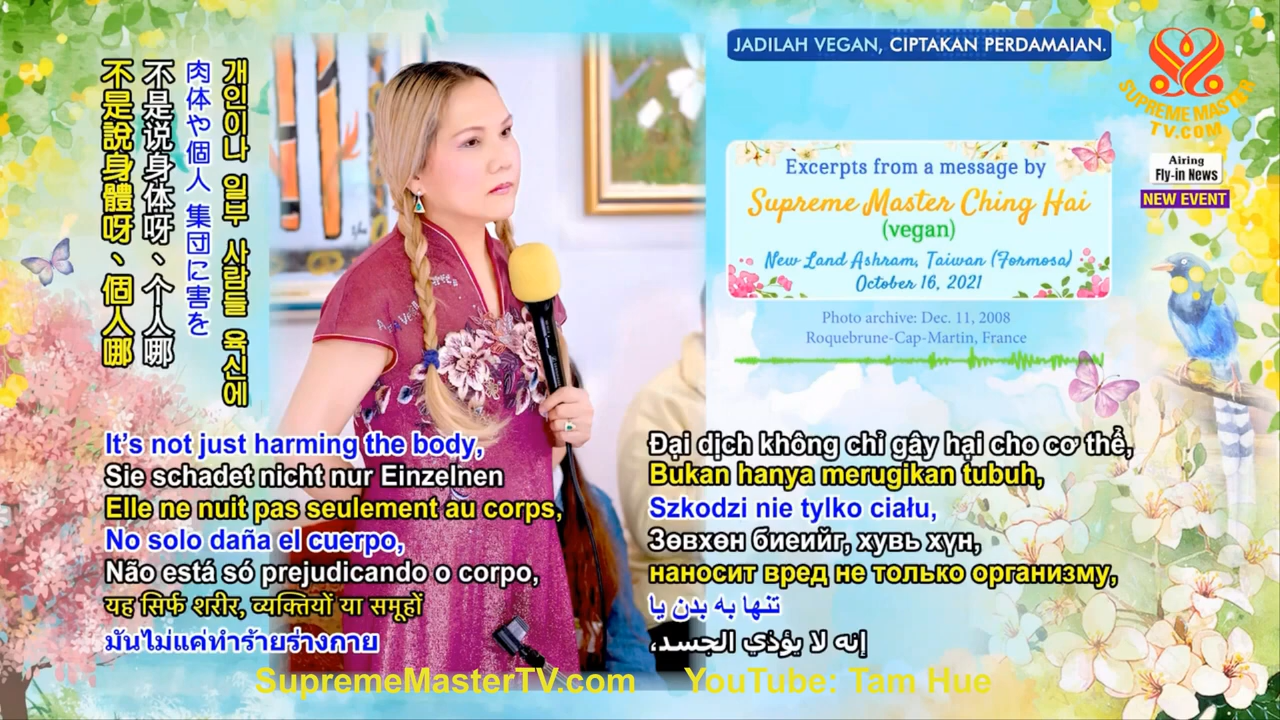 JADILAH VEGAN, CIPTAKAN PERDAMAIAN.
SUPREME MASTER
TV.COM
Airing
Fly-in News
NEW EVENT
Excerpts from a message by
Supreme Master Ching Hai
(vegan)
New Land Ashram, Taiwan (Formosa)
October 16, 2021
Photo archive: Dec. 11, 2008
Roquebrune-Cap-Martin, France
개인이나 일부 사람들 육신에
肉体や個人 集団に害を
不是说身体呀、个人哪
不是說身體呀、個人哪
It's not just harming the body,
Sie schadet nicht nur Einzelnen
Elle ne nuit pas seulement au corps,
No solo daña el cuerpo,
Não está só prejudicando o corpo,
यह सिर्फ शरीर, व्यक्तियों या समूहों
มันไม่แค่ทำร้ายร่างกาย
Đại dịch không chỉ gây hại cho cơ thể,
Bukan hanya merugikan tubuh,
Szkodzi nie tylko ciału,
Зөвхөн биеийг, хувь хүн,
наносит вред не только организму,
تنها به بدن یا
إنه لا يؤذي الجسد،
SupremeMasterTV.com YouTube: Tam Hue